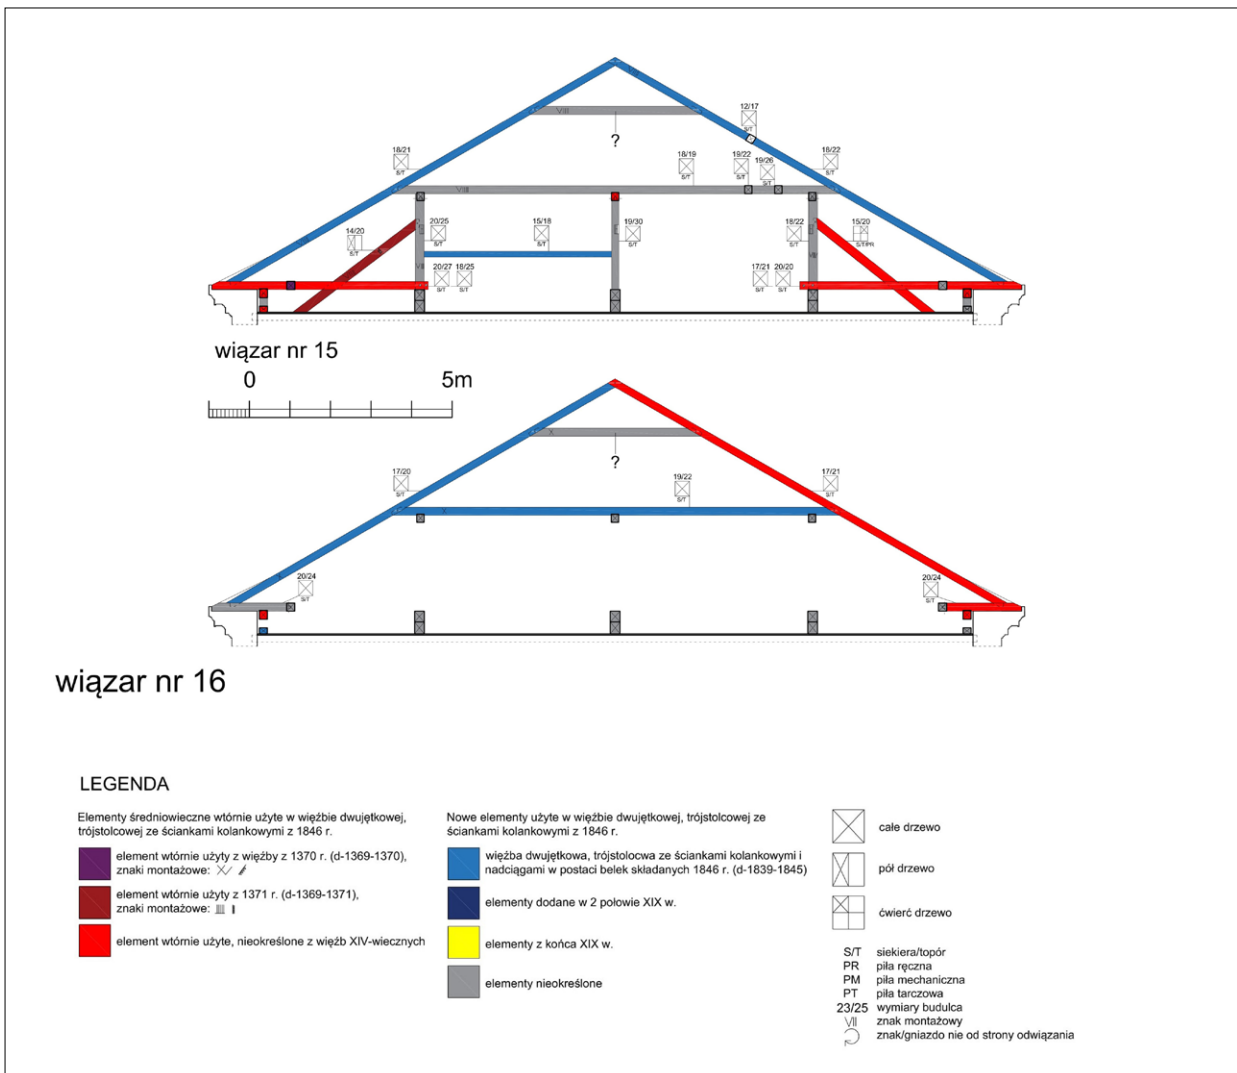 12/17
S/T
?
18/21
S/T
18/19
S/T
19/22
S/T
19/26
S/T
18/22
S/T
VIII
VIII
14/20
S/T
20/25
S/T
15/18
S/T
19/30
S/T
18/22
S/T
15/20
S/T/PR
20/27
S/T
18/25
S/T
17/21
S/T
20/20
S/T
wiązar nr 15
0 5m
X
?
17/20
S/T
19/22
S/T
17/21
S/T
X
20/24
S/T
20/24
S/T
wiązar nr 16
LEGENDA
Elementy średniowieczne wtórnie użyte w więźbie dwujętkowej,
trójstolcowej ze ściankami kolankowymi z 1846 r.
element wtórnie użyty z więźby z 1370 r. (d-1369-1370),
znaki montażowe:
element wtórnie użyty z 1371 r. (d-1369-1371),
znaki montażowe:
element wtórnie użyte, nieokreślone z więźb XIV-wiecznych
Nowe elementy użyte w więźbie dwujętkowej, trójstolcowej ze
ściankami kolankowymi z 1846 r.
więźba dwujętkowa, trójstolocwa ze ściankami kolankowymi i
nadciągami w postaci belek składanych 1846 r. (d-1839-1845)
elementy dodane w 2 połowie XIX w.
elementy z końca XIX w.
elementy nieokreślone
całe drzewo
pół drzewo
ćwierć drzewo
S/T siekiera/topór
PR piła ręczna
PM piła mechaniczna
PT piła tarczowa
23/25 wymiary budulca
VII znak montażowy
znak/gniazdo nie od strony odwiązania